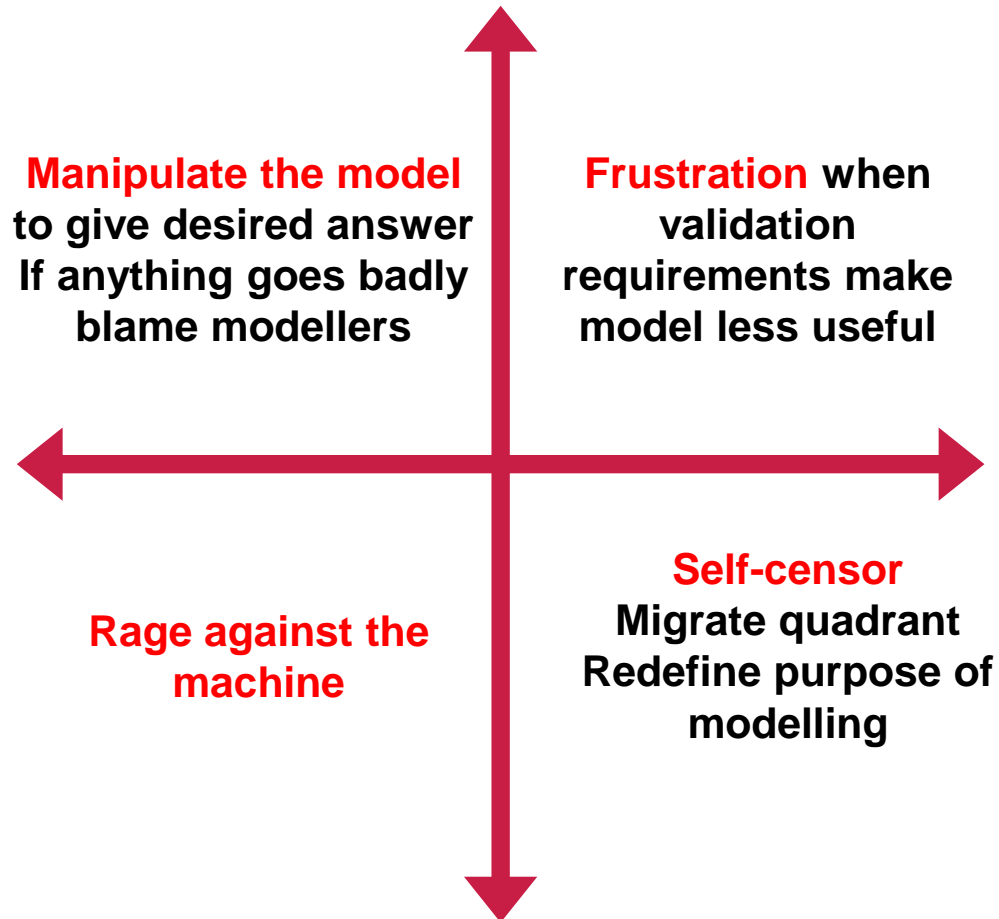 Manipulate the model
to give desired answer
If anything goes badly
blame modellers
Frustration when
validation
requirements make
model less useful
Rage against the
machine
Self-censor
Migrate quadrant
Redefine purpose of
modelling